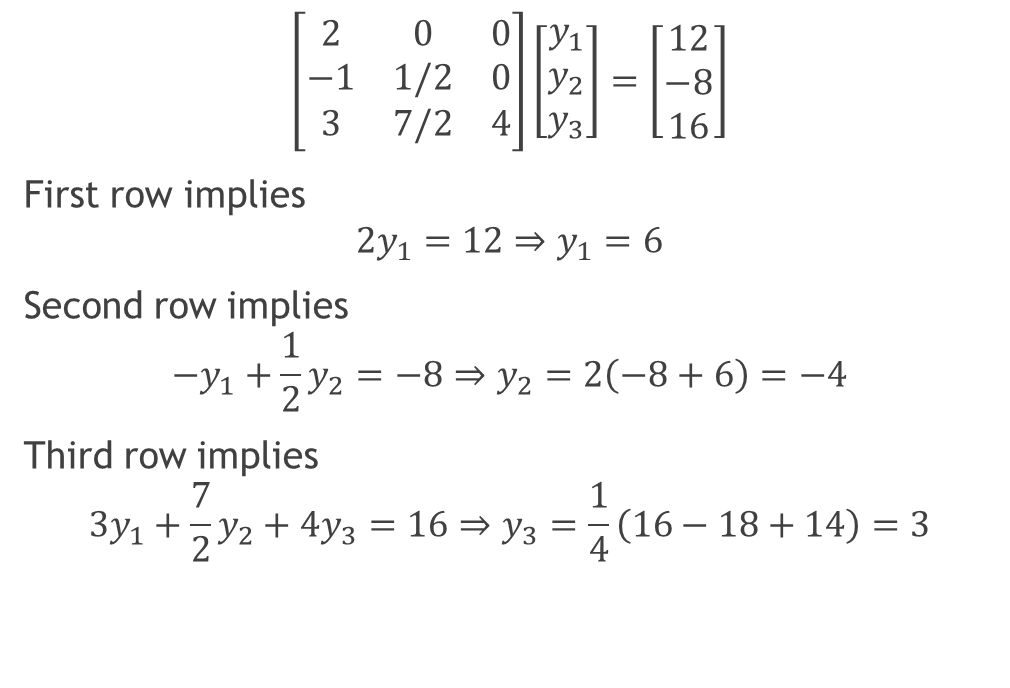 [2 0 0; −1 1/2 0; 3 7/2 4] [y₁; y₂; y₃] = [12; −8; 16]
First row implies
2y₁ = 12 ⇒ y₁ = 6
Second row implies
−y₁ + 1/2 y₂ = −8 ⇒ y₂ = 2(−8 + 6) = −4
Third row implies
3y₁ + 7/2 y₂ + 4y₃ = 16 ⇒ y₃ = 1/4 (16 − 18 + 14) = 3